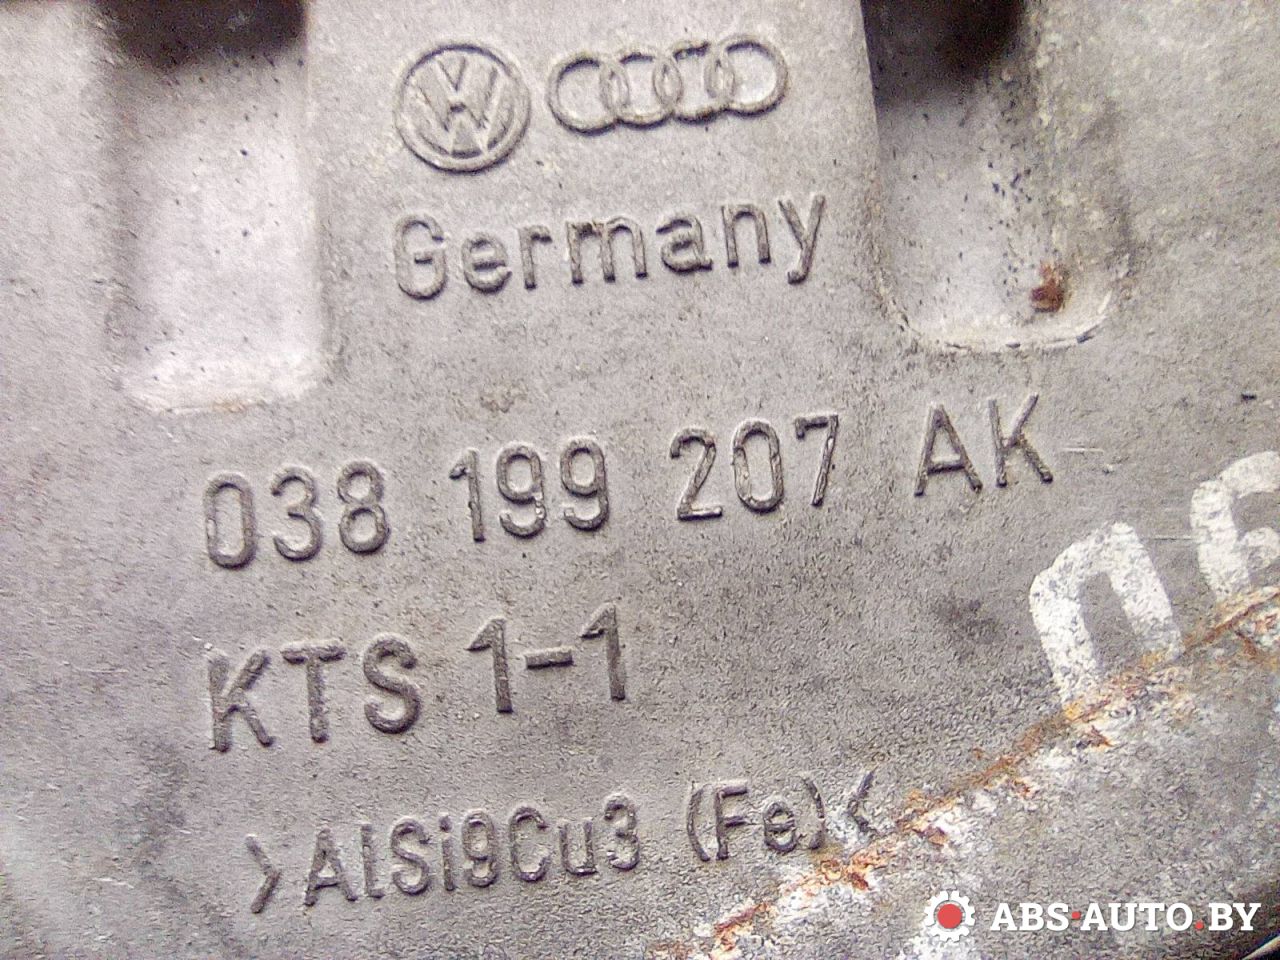 Germany
038 199 207 AK
KTS 1-1
>AlSi9Cu3 (Fe)<
ABS-AUTO.BY